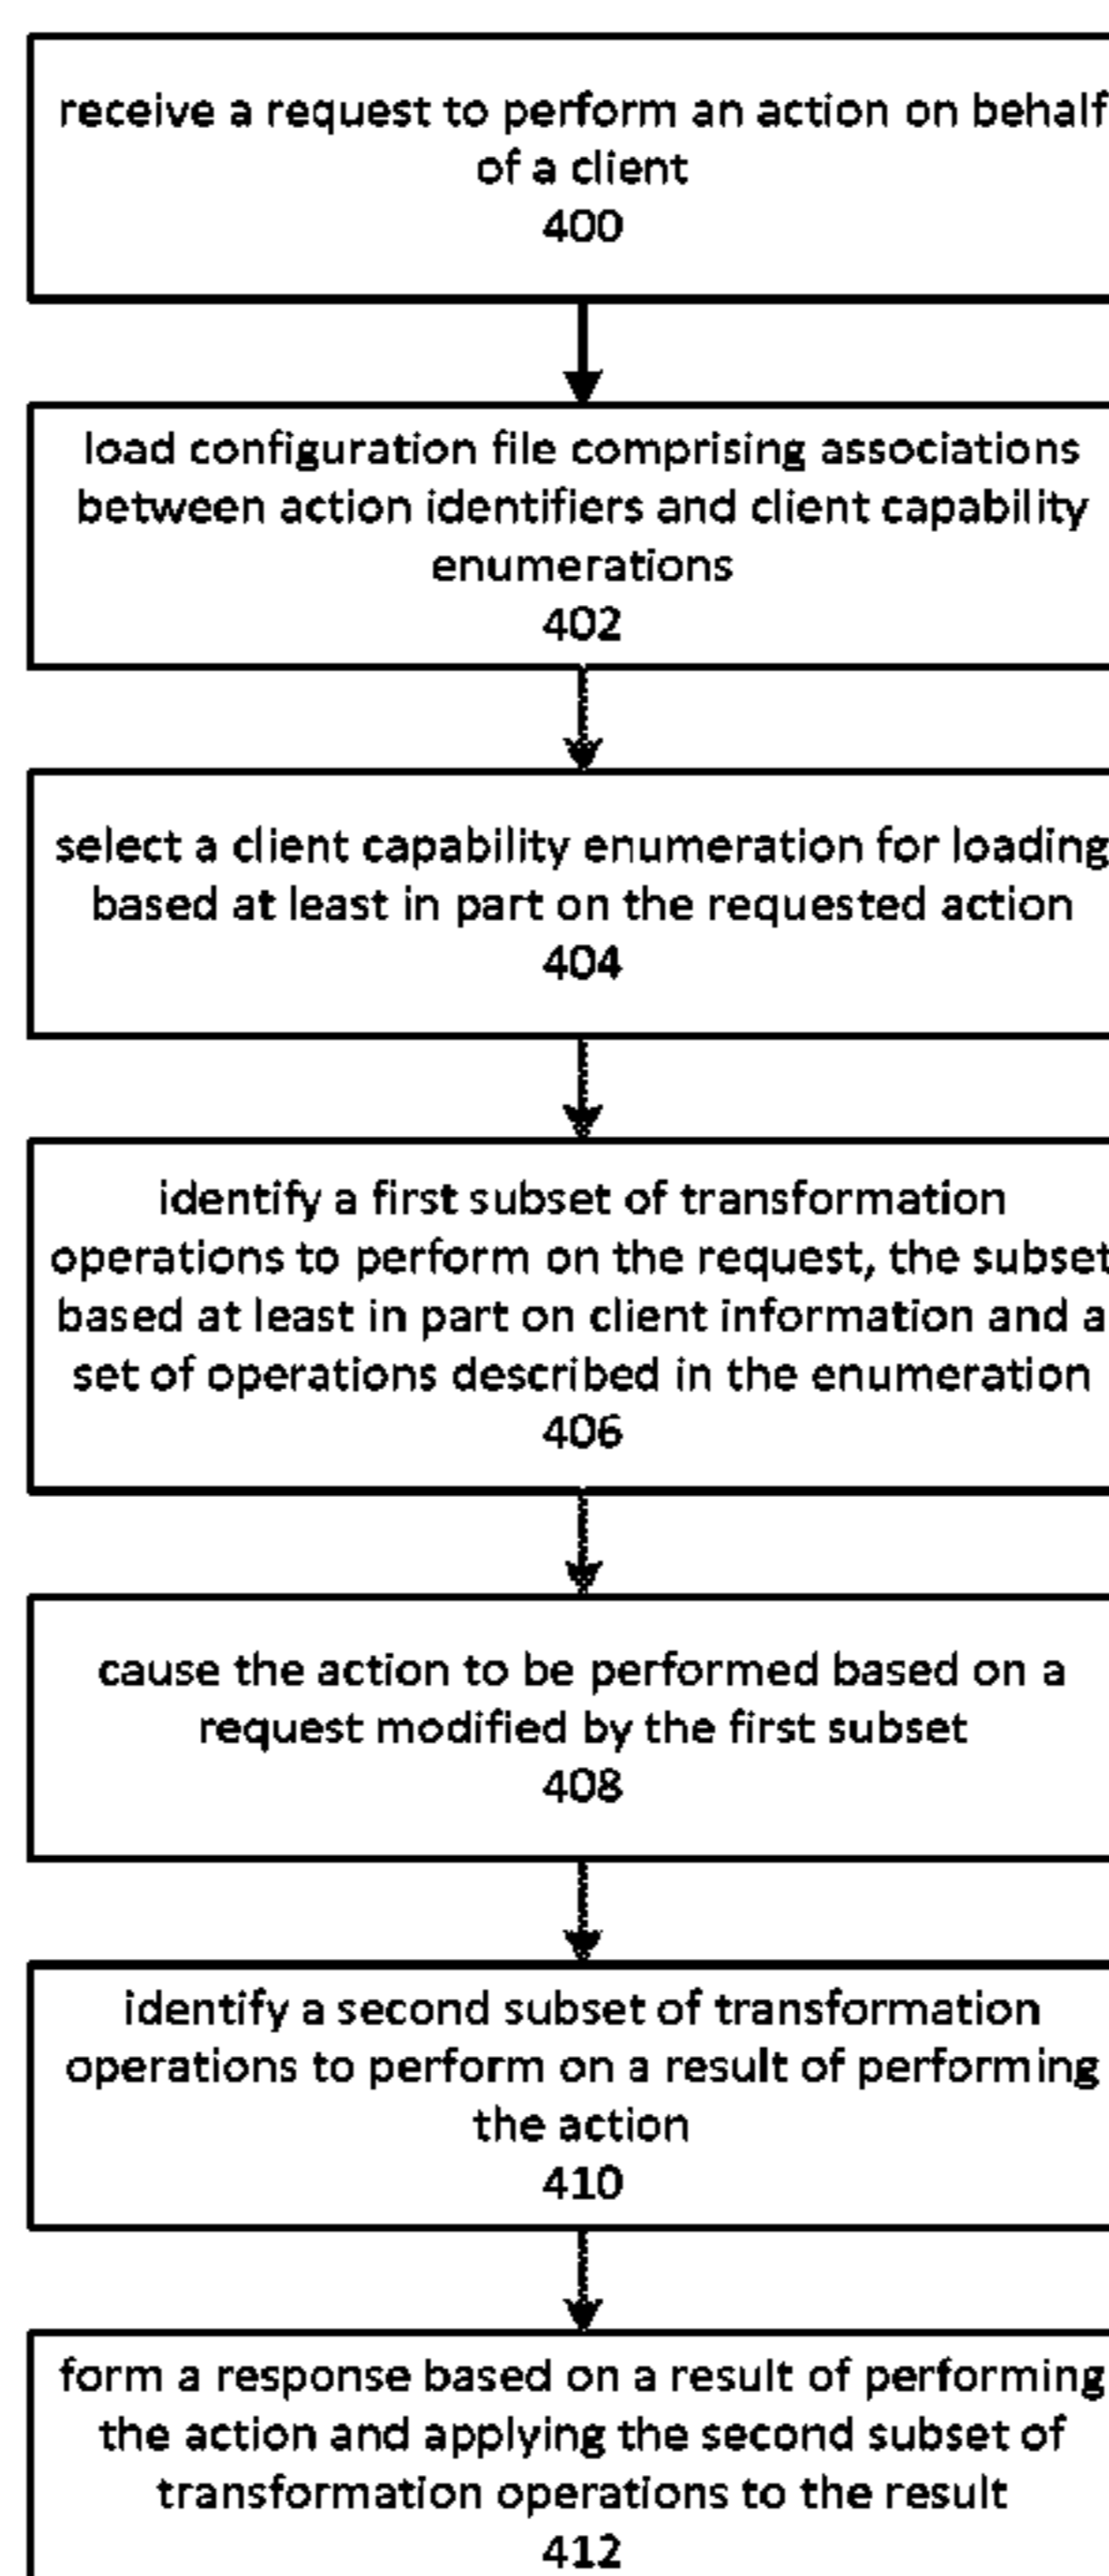 receive a request to perform an action on behalf
of a client
400
load configuration file comprising associations
between action identifiers and client capability
enumerations
402
select a client capability enumeration for loading
based at least in part on the requested action
404
identify a first subset of transformation
operations to perform on the request, the subset
based at least in part on client information and a
set of operations described in the enumeration
406
cause the action to be performed based on a
request modified by the first subset
408
identify a second subset of transformation
operations to perform on a result of performing
the action
410
form a response based on a result of performing
the action and applying the second subset of
transformation operations to the result
412